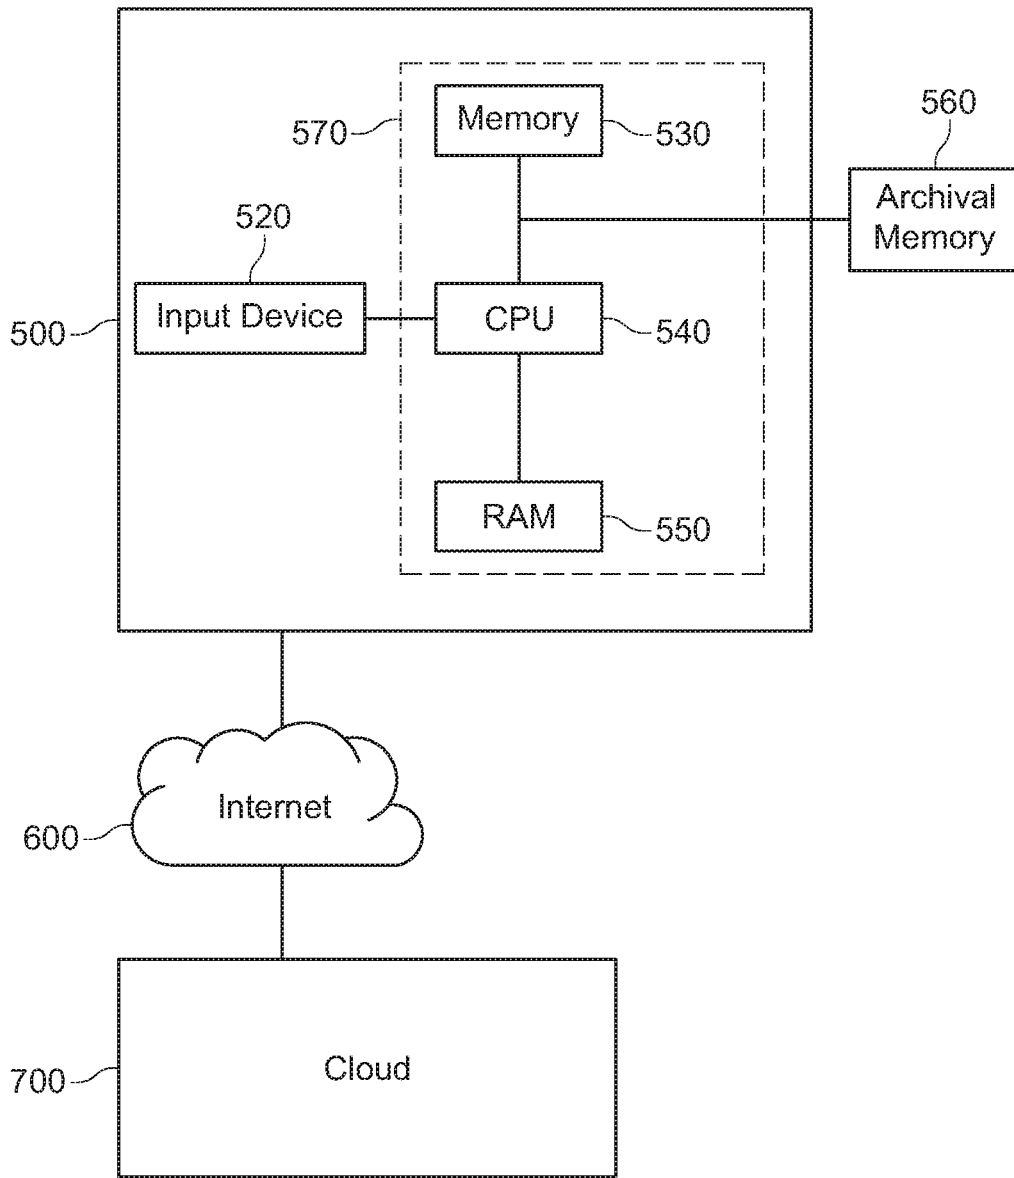 Memory
570
530
560
Archival
Memory
520
Input Device
CPU
500
540
RAM
550
Internet
600
Cloud
700